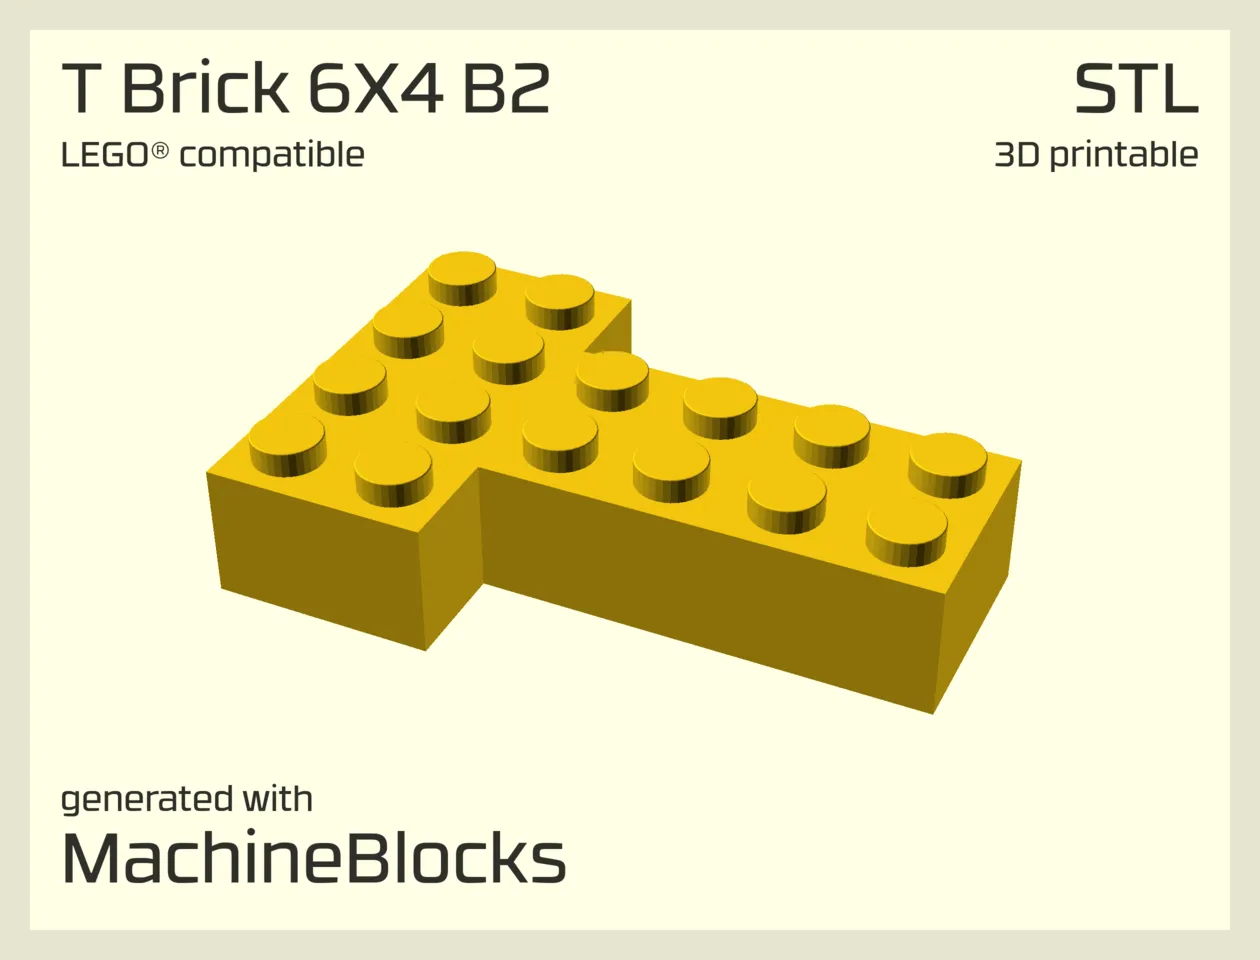 T Brick 6X4 B2
LEGO® compatible
STL
3D printable
generated with
MachineBlocks